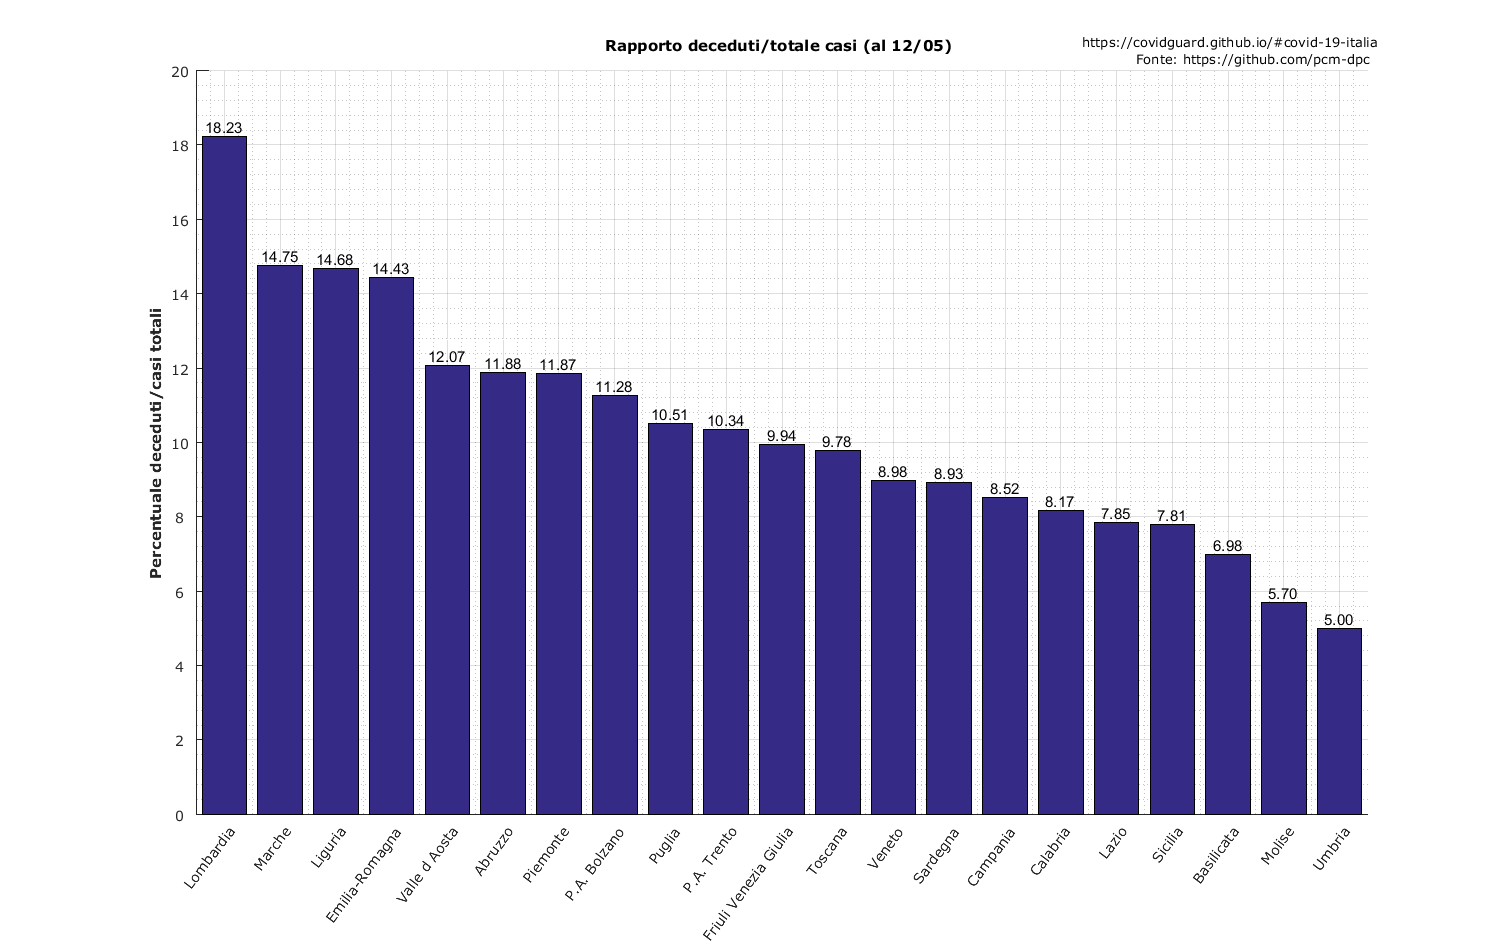 Rapporto deceduti/totale casi (al 12/05)
https://covidguard.github.io/#covid-19-italia
Fonte: https://github.com/pcm-dpc
Percentuale deceduti/casi totali
20
18
16
14
12
10
8
6
4
2
0
18.23
14.75
14.68
14.43
12.07
11.88
11.87
11.28
10.51
10.34
9.94
9.78
8.98
8.93
8.52
8.17
7.85
7.81
6.98
5.70
5.00
Lombardia
Marche
Liguria
Emilia-Romagna
Valle d Aosta
Abruzzo
Piemonte
P.A. Bolzano
Puglia
P.A. Trento
Friuli Venezia Giulia
Toscana
Veneto
Sardegna
Campania
Calabria
Lazio
Sicilia
Basilicata
Molise
Umbria